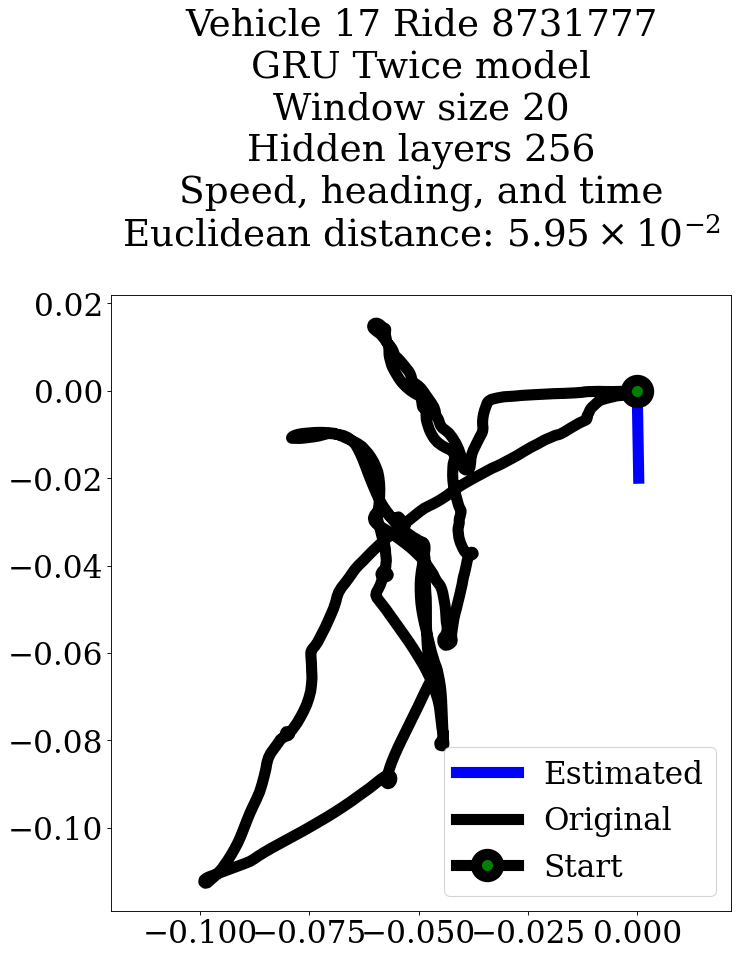 Vehicle 17 Ride 8731777
GRU Twice model
Window size 20
Hidden layers 256
Speed, heading, and time
Euclidean distance: 5.95 × 10⁻²
0.02
0.00
−0.02
−0.04
−0.06
−0.08
−0.10
Estimated
Original
Start
−0.100 −0.075 −0.050 −0.025 0.000